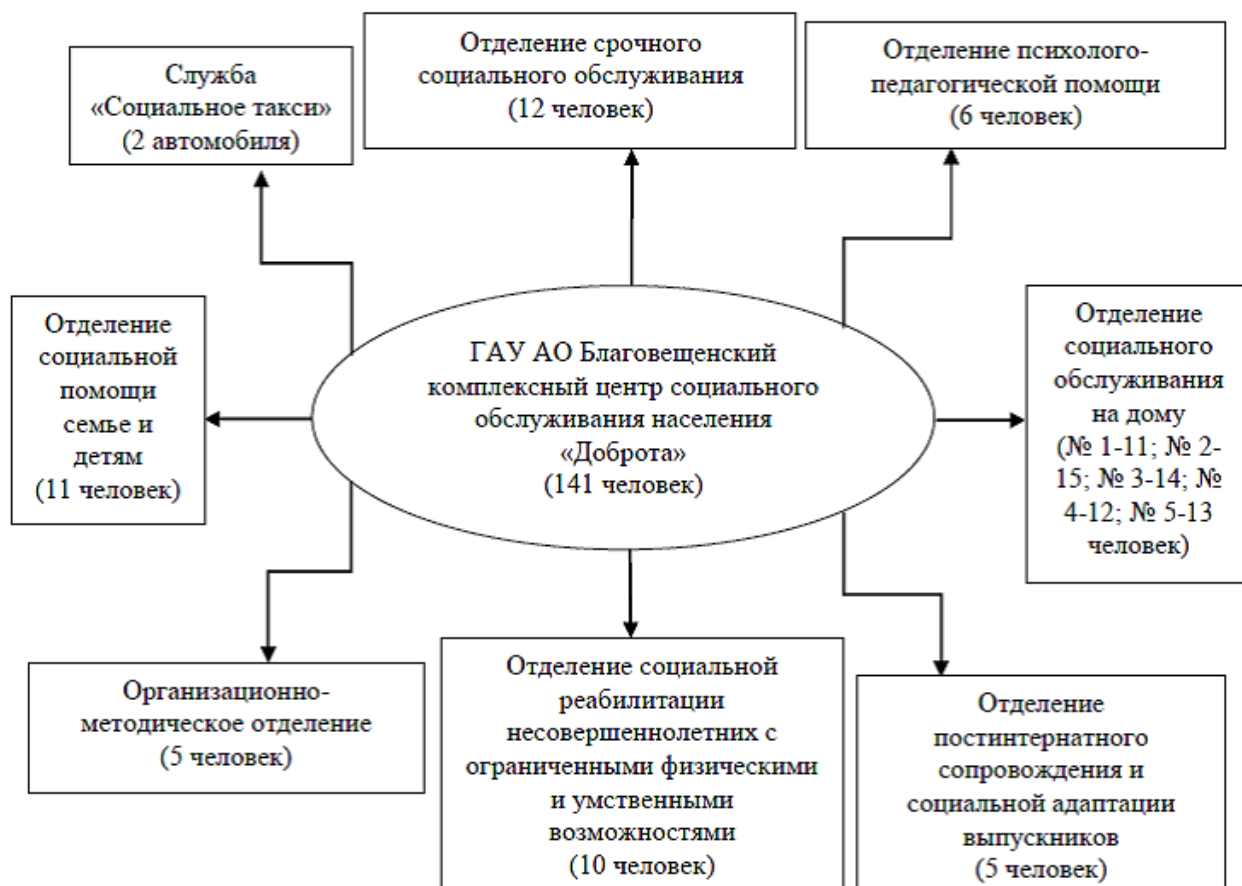 Служба
«Социальное такси»
(2 автомобиля)
Отделение срочного
социального обслуживания
(12 человек)
Отделение психолого-
педагогической помощи
(6 человек)
Отделение
социальной
помощи
семье и
детям
(11 человек)
ГАУ АО Благовещенский
комплексный центр социального
обслуживания населения
«Доброта»
(141 человек)
Отделение
социального
обслуживания
на дому
(№ 1-11; № 2-
15; № 3-14; №
4-12; № 5-13
человек)
Организационно-
методическое отделение
(5 человек)
Отделение социальной
реабилитации
несовершеннолетних с
ограниченными физическими
и умственными
возможностями
(10 человек)
Отделение
постинтернатного
сопровождения и
социальной адаптации
выпускников
(5 человек)